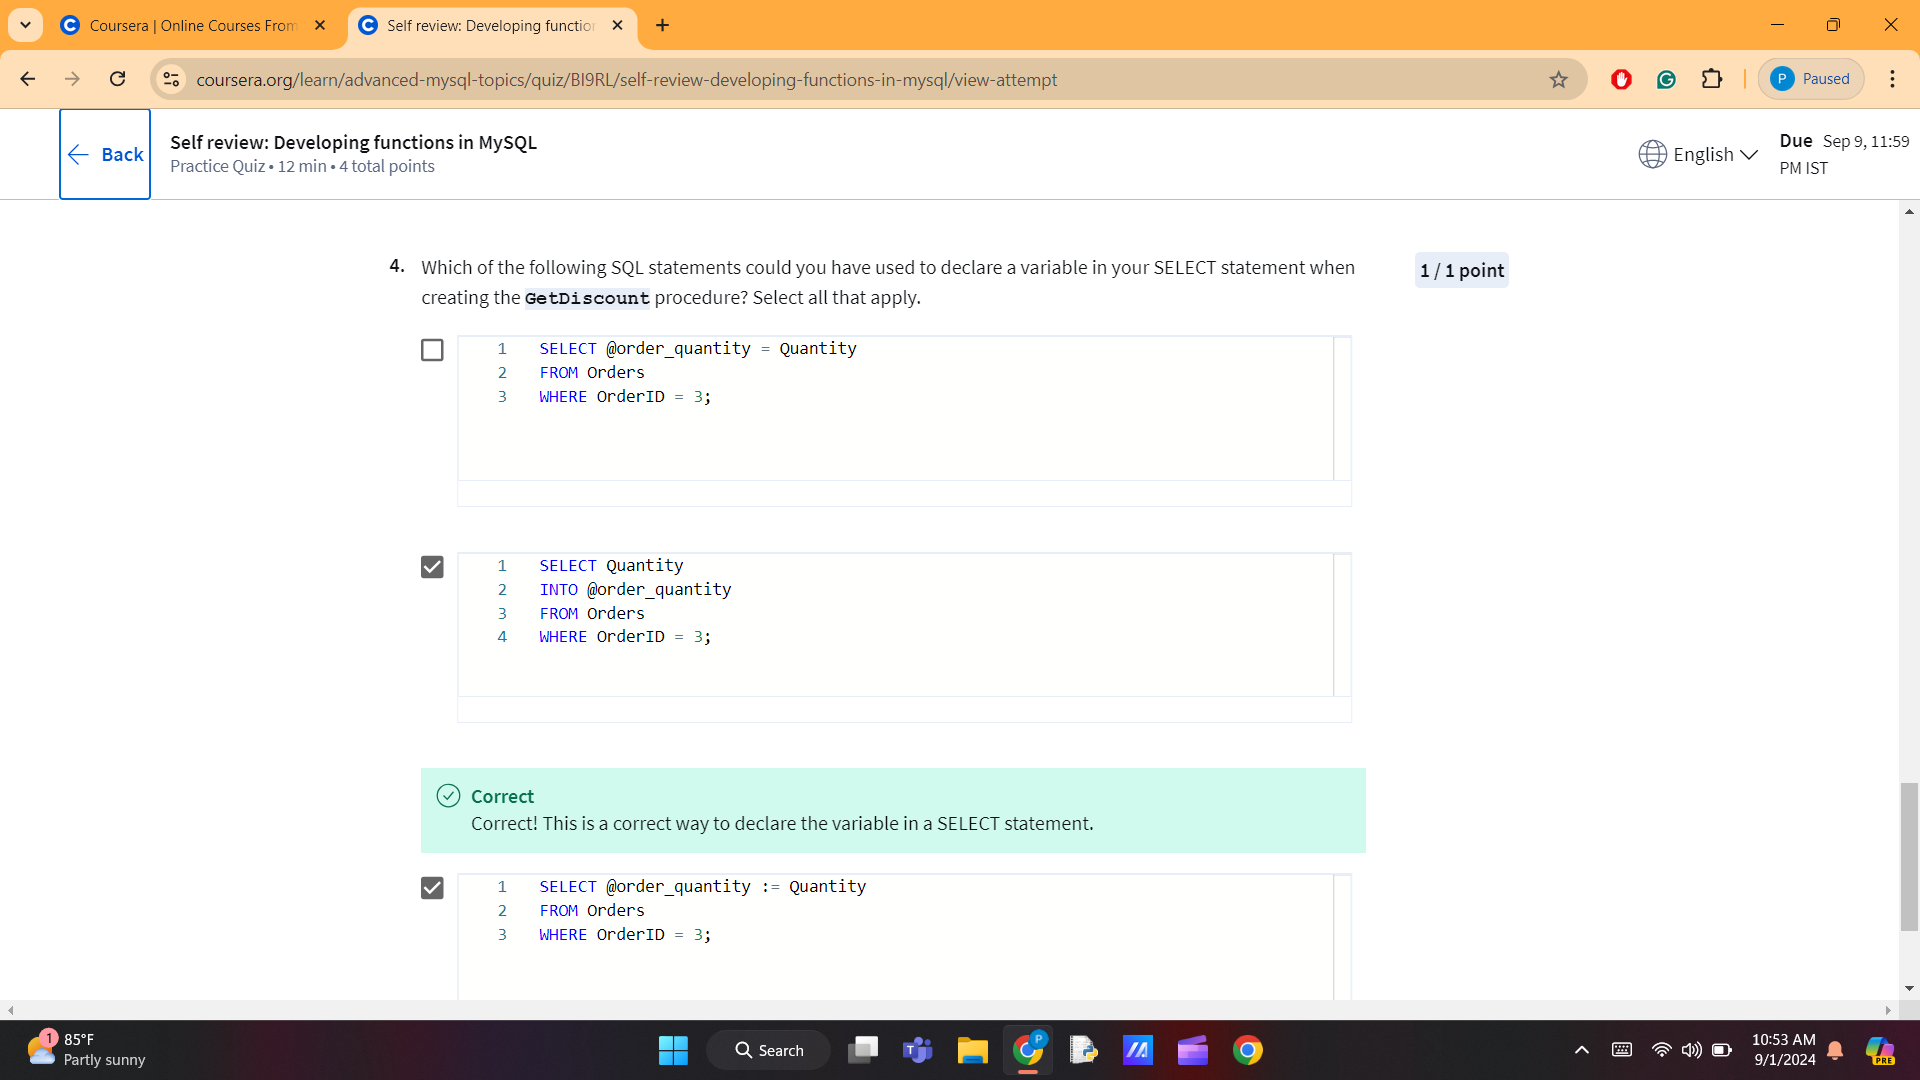 Coursera | Online Courses From
Self review: Developing function
coursera.org/learn/advanced-mysql-topics/quiz/BI9RL/self-review-developing-functions-in-mysql/view-attempt
P Paused
Back
Self review: Developing functions in MySQL
Practice Quiz • 12 min • 4 total points
English
Due Sep 9, 11:59
PM IST
4. Which of the following SQL statements could you have used to declare a variable in your SELECT statement when
creating the GetDiscount procedure? Select all that apply.
1 / 1 point
1 SELECT @order_quantity = Quantity
2 FROM Orders
3 WHERE OrderID = 3;
1 SELECT Quantity
2 INTO @order_quantity
3 FROM Orders
4 WHERE OrderID = 3;
Correct
Correct! This is a correct way to declare the variable in a SELECT statement.
1 SELECT @order_quantity := Quantity
2 FROM Orders
3 WHERE OrderID = 3;
1
85°F
Partly sunny
Search
P
10:53 AM
9/1/2024
PRE